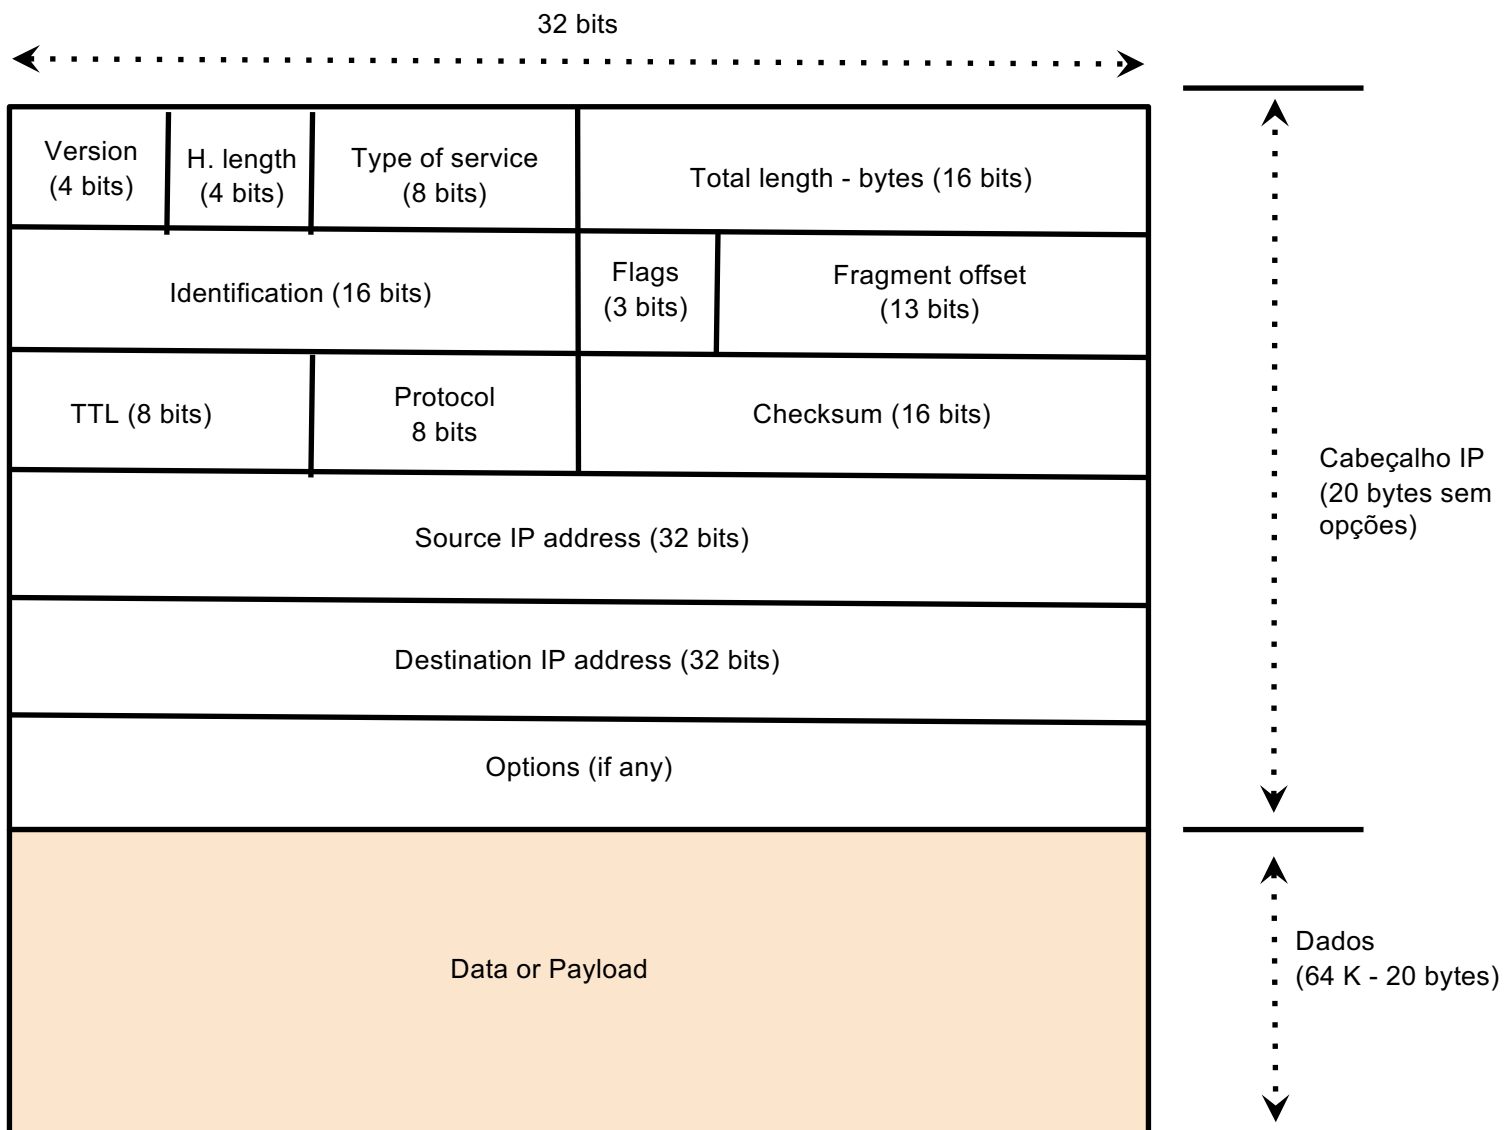 32 bits
Version
(4 bits)
H. length
(4 bits)
Type of service
(8 bits)
Total length - bytes (16 bits)
Identification (16 bits)
Flags
(3 bits)
Fragment offset
(13 bits)
TTL (8 bits)
Protocol
8 bits
Checksum (16 bits)
Source IP address (32 bits)
Destination IP address (32 bits)
Options (if any)
Data or Payload
Cabeçalho IP
(20 bytes sem
opções)
Dados
(64 K - 20 bytes)